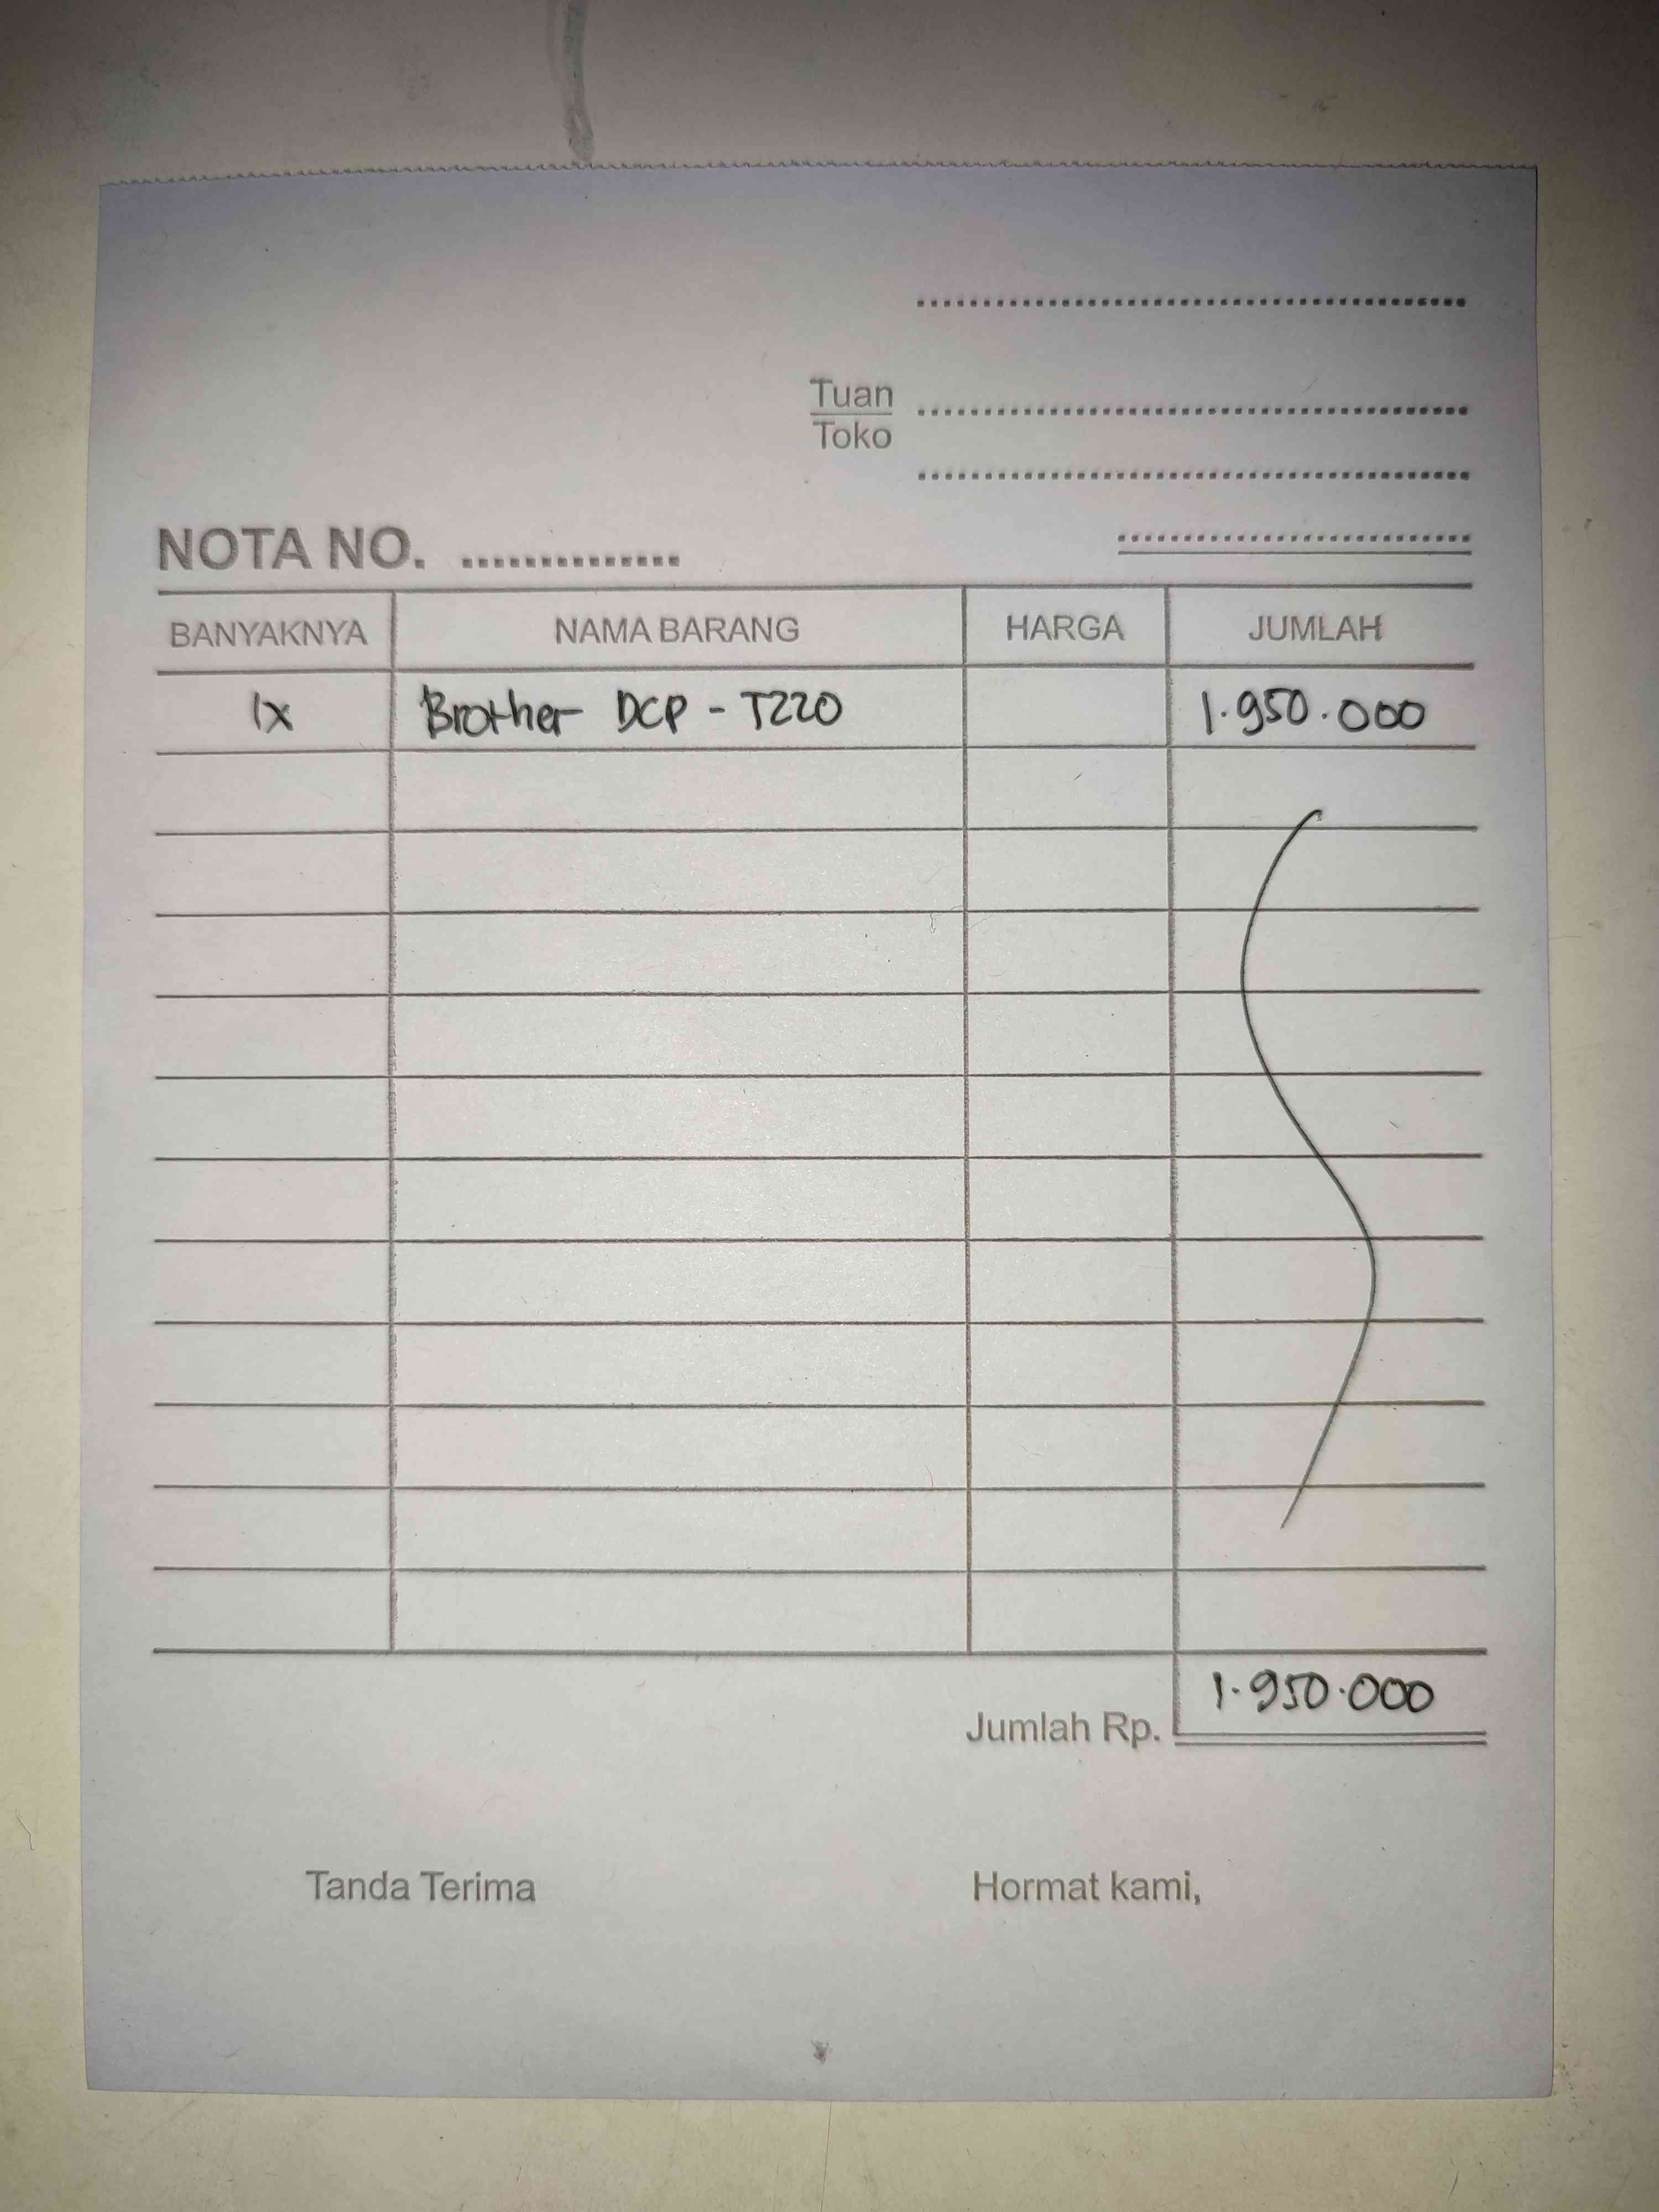 Tuan
Toko
NOTA NO. ..............
BANYAKNYA NAMA BARANG HARGA JUMLAH
1x Brother DCP - T220 1.950.000
Jumlah Rp. 1.950.000
Tanda Terima Hormat kami,